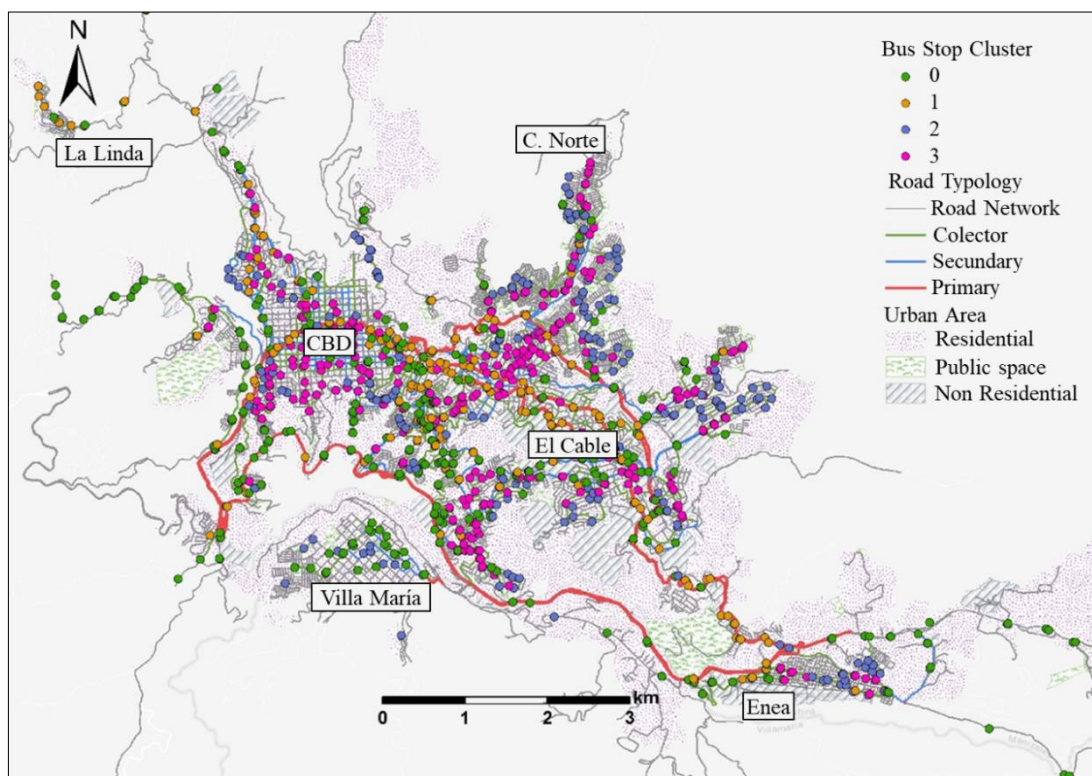 N
La Linda
C. Norte
CBD
El Cable
Villa María
Enea
Bus Stop Cluster
0
1
2
3
Road Typology
Road Network
Colector
Secundary
Primary
Urban Area
Residential
Public space
Non Residential
km
0 1 2 3